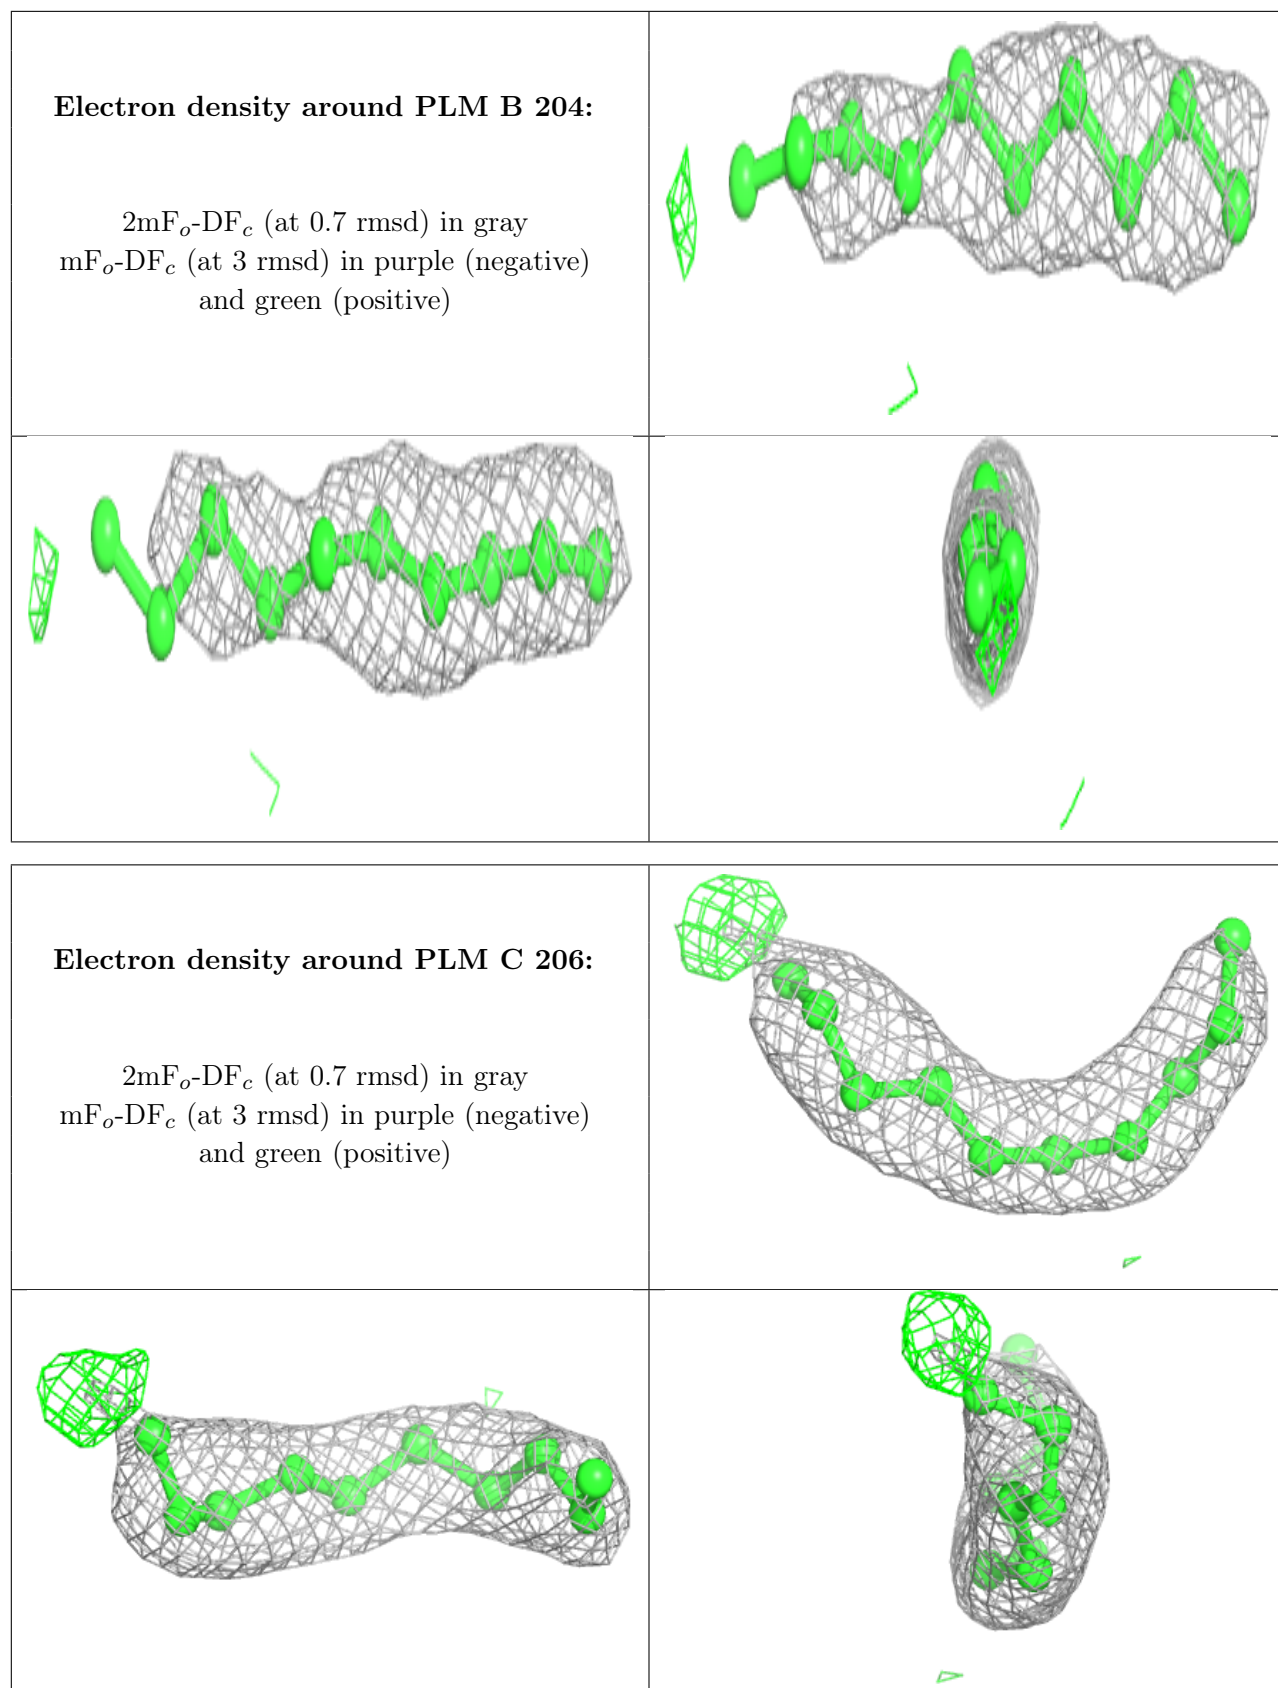 Electron density around PLM B 204:
2mFₒ-DF𝒸 (at 0.7 rmsd) in gray
mFₒ-DF𝒸 (at 3 rmsd) in purple (negative)
and green (positive)
Electron density around PLM C 206:
2mFₒ-DF𝒸 (at 0.7 rmsd) in gray
mFₒ-DF𝒸 (at 3 rmsd) in purple (negative)
and green (positive)